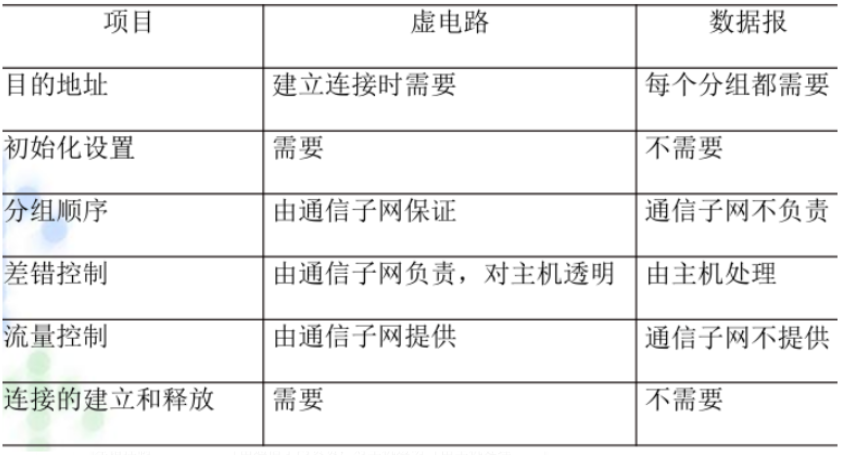 项目 虚电路 数据报
目的地址 建立连接时需要 每个分组都需要
初始化设置 需要 不需要
分组顺序 由通信子网保证 通信子网不负责
差错控制 由通信子网负责，对主机透明 由主机处理
流量控制 由通信子网提供 通信子网不提供
连接的建立和释放 需要 不需要